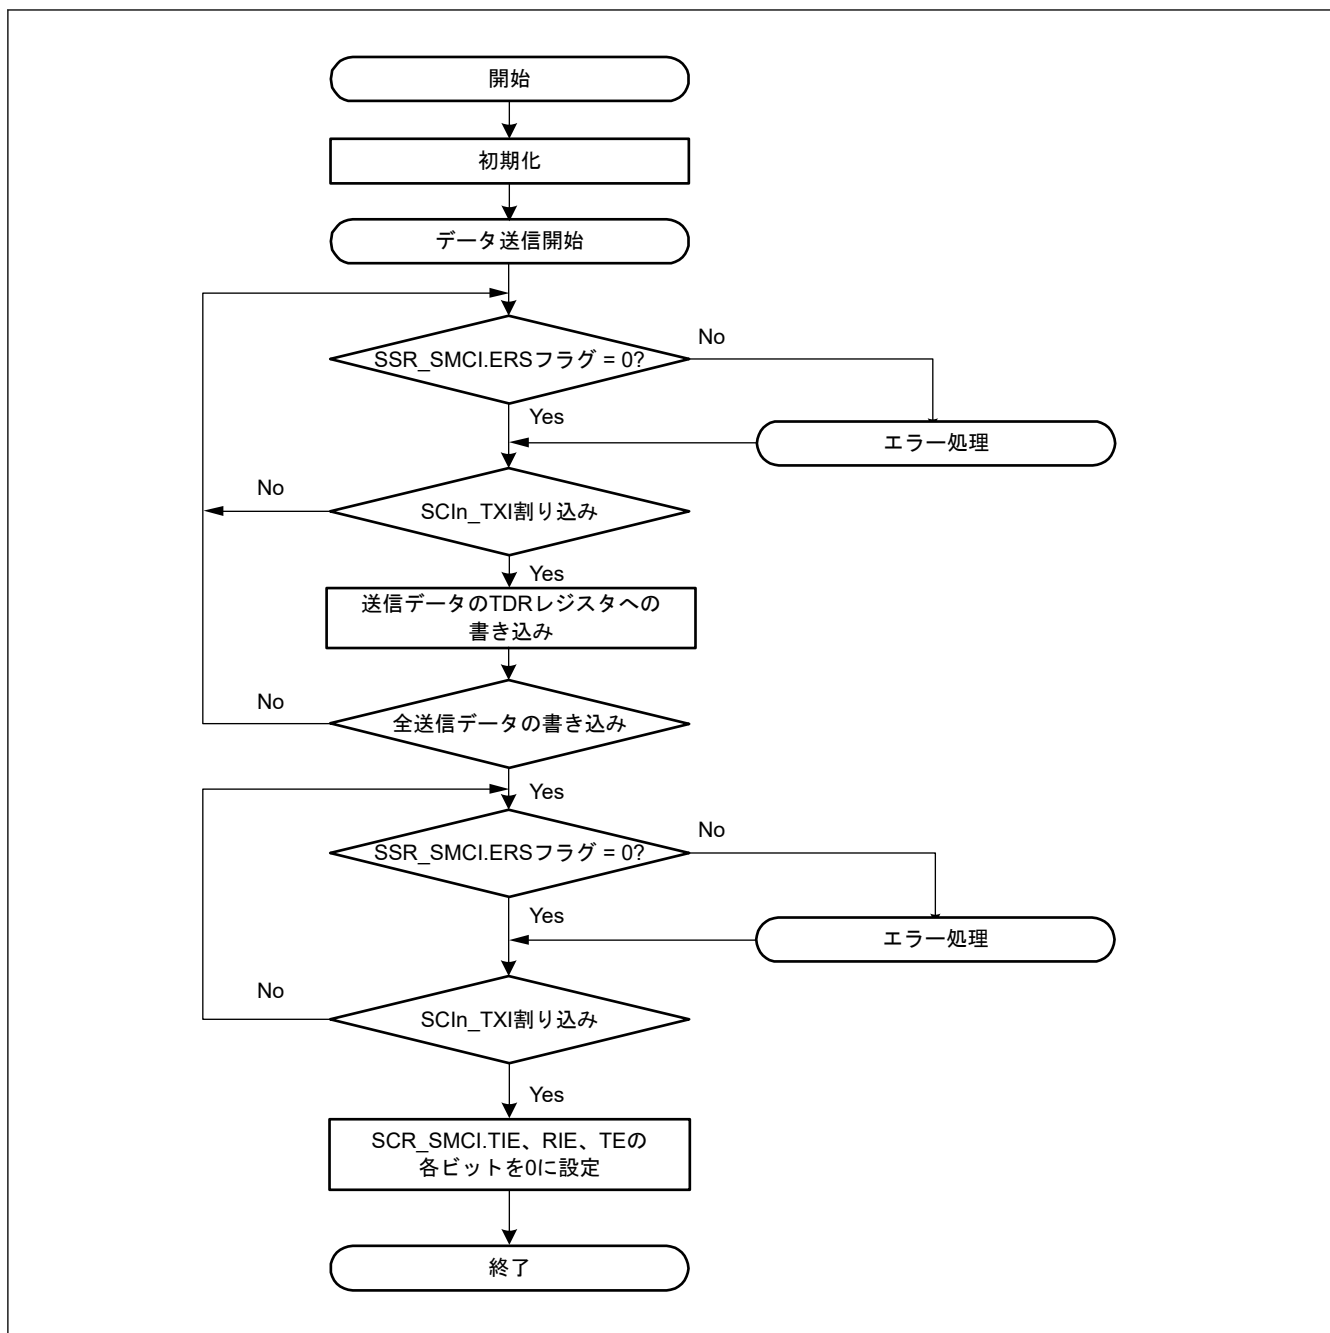 開始
初期化
データ送信開始
SSR_SMCI.ERSフラグ = 0?
No
Yes
エラー処理
No
SCIn_TXI割り込み
Yes
送信データのTDRレジスタへの
書き込み
No
全送信データの書き込み
Yes
SSR_SMCI.ERSフラグ = 0?
No
Yes
エラー処理
No
SCIn_TXI割り込み
Yes
SCR_SMCI.TIE、RIE、TEの
各ビットを0に設定
終了